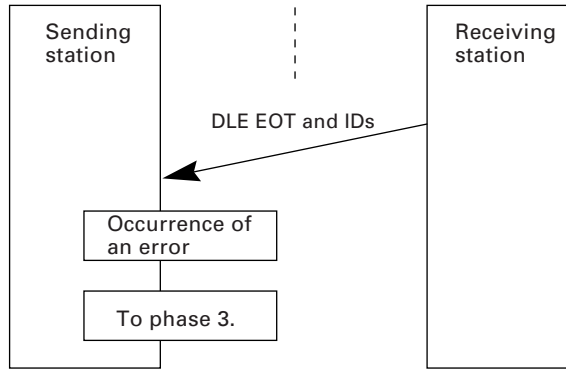 Sending
station
Receiving
station
DLE EOT and IDs
Occurrence of
an error
To phase 3.